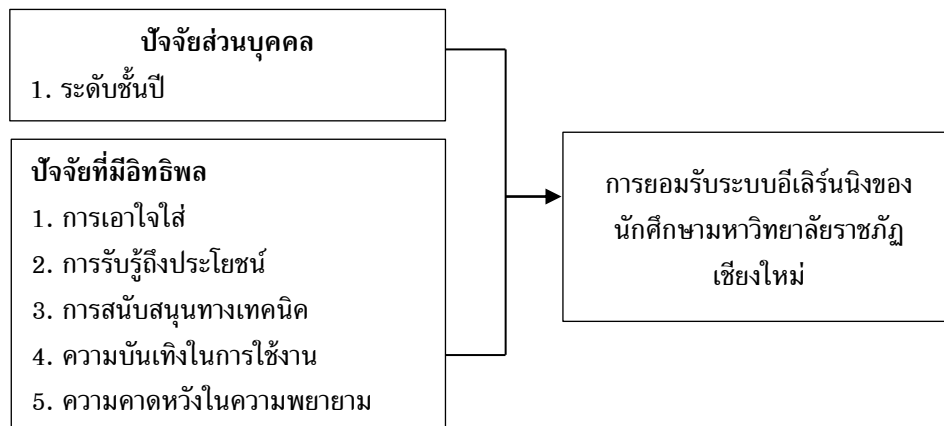 ปัจจัยส่วนบุคคล
1. ระดับชั้นปี
ปัจจัยที่มีอิทธิพล
1. การเอาใจใส่
2. การรับรู้ถึงประโยชน์
3. การสนับสนุนทางเทคนิค
4. ความบันเทิงในการใช้งาน
5. ความคาดหวังในความพยายาม
การยอมรับระบบอีเลิร์นนิงของ
นักศึกษามหาวิทยาลัยราชภัฏ
เชียงใหม่